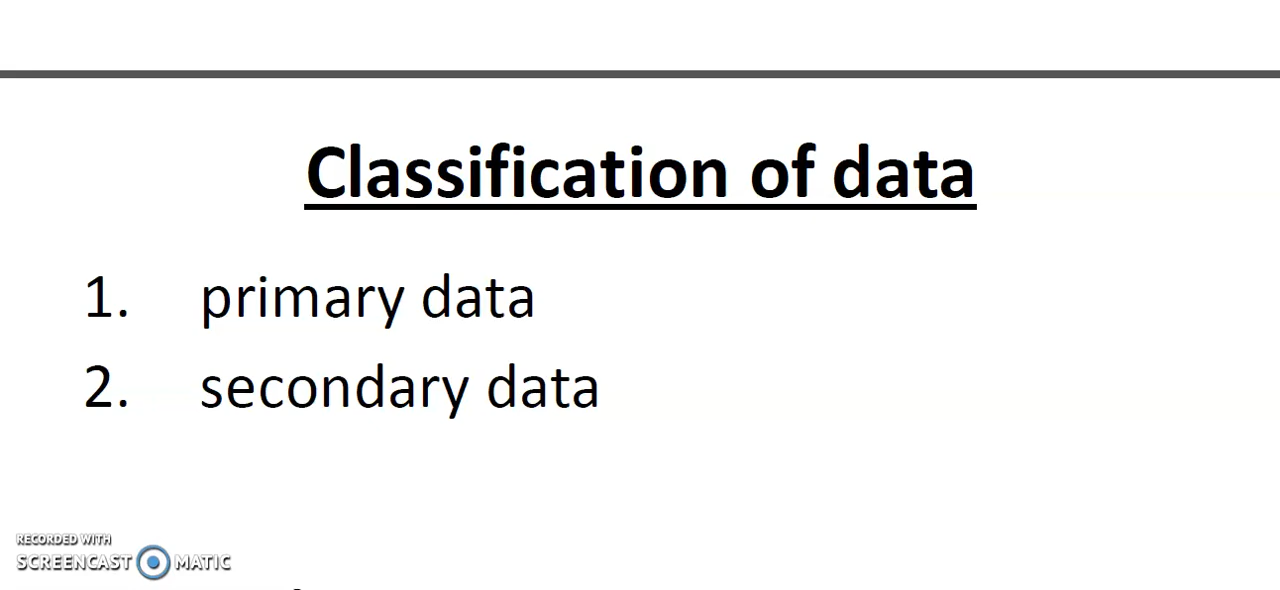 Classification of data
1. primary data
2. secondary data
RECORDED WITH
SCREENCAST MATIC